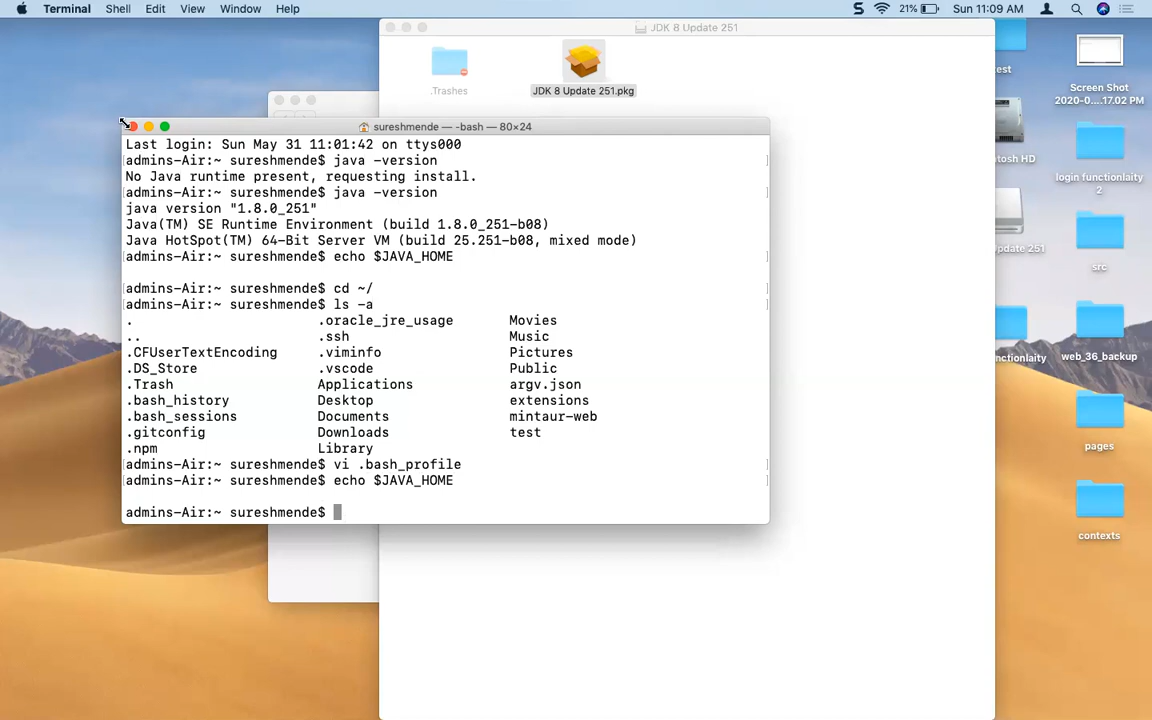 Terminal Shell Edit View Window Help 21% Sun 11:09 AM
JDK 8 Update 251
.Trashes
JDK 8 Update 251.pkg
sureshmende — -bash — 80×24
Last login: Sun May 31 11:01:42 on ttys000
[admins-Air:~ sureshmende$ java -version ]
No Java runtime present, requesting install.
[admins-Air:~ sureshmende$ java -version ]
java version "1.8.0_251"
Java(TM) SE Runtime Environment (build 1.8.0_251-b08)
Java HotSpot(TM) 64-Bit Server VM (build 25.251-b08, mixed mode)
[admins-Air:~ sureshmende$ echo $JAVA_HOME ]
[admins-Air:~ sureshmende$ cd ~/ ]
[admins-Air:~ sureshmende$ ls -a ]
. .oracle_jre_usage Movies
.. .ssh Music
.CFUserTextEncoding .viminfo Pictures
.DS_Store .vscode Public
.Trash Applications argv.json
.bash_history Desktop extensions
.bash_sessions Documents mintaur-web
.gitconfig Downloads test
.npm Library
[admins-Air:~ sureshmende$ vi .bash_profile ]
[admins-Air:~ sureshmende$ echo $JAVA_HOME ]
admins-Air:~ sureshmende$
est
Screen Shot
2020-0....17.02 PM
tosh HD
login functionlaity
2
pdate 251
src
nctionlaity
web_36_backup
pages
contexts